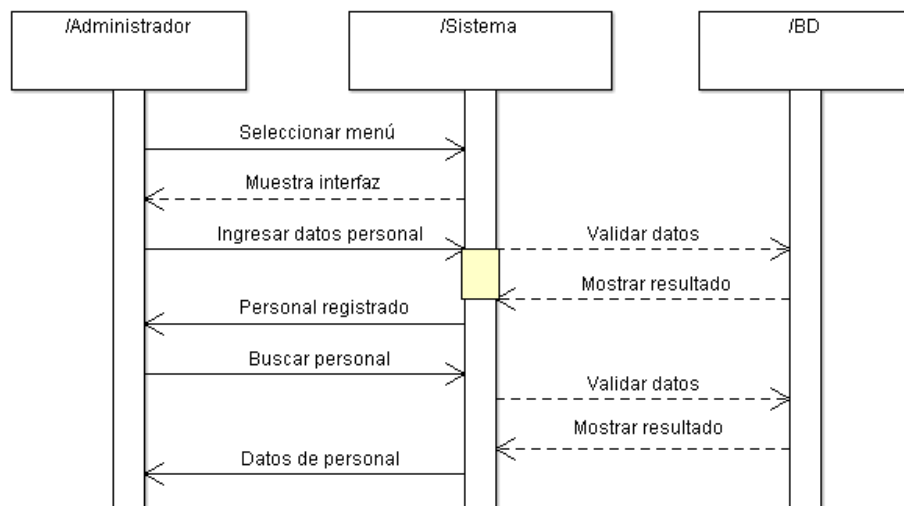 /Administrador
/Sistema
/BD
Seleccionar menú
Muestra interfaz
Ingresar datos personal
Validar datos
Mostrar resultado
Personal registrado
Buscar personal
Validar datos
Mostrar resultado
Datos de personal